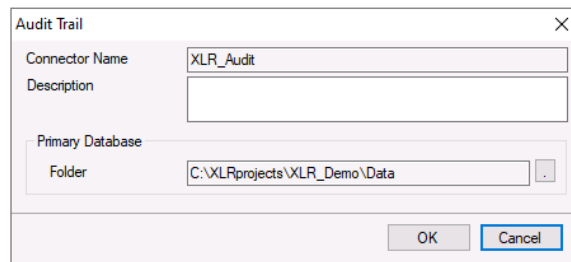 Audit Trail
Connector Name XLR_Audit
Description
Primary Database
Folder C:\XLRprojects\XLR_Demo\Data .
OK Cancel